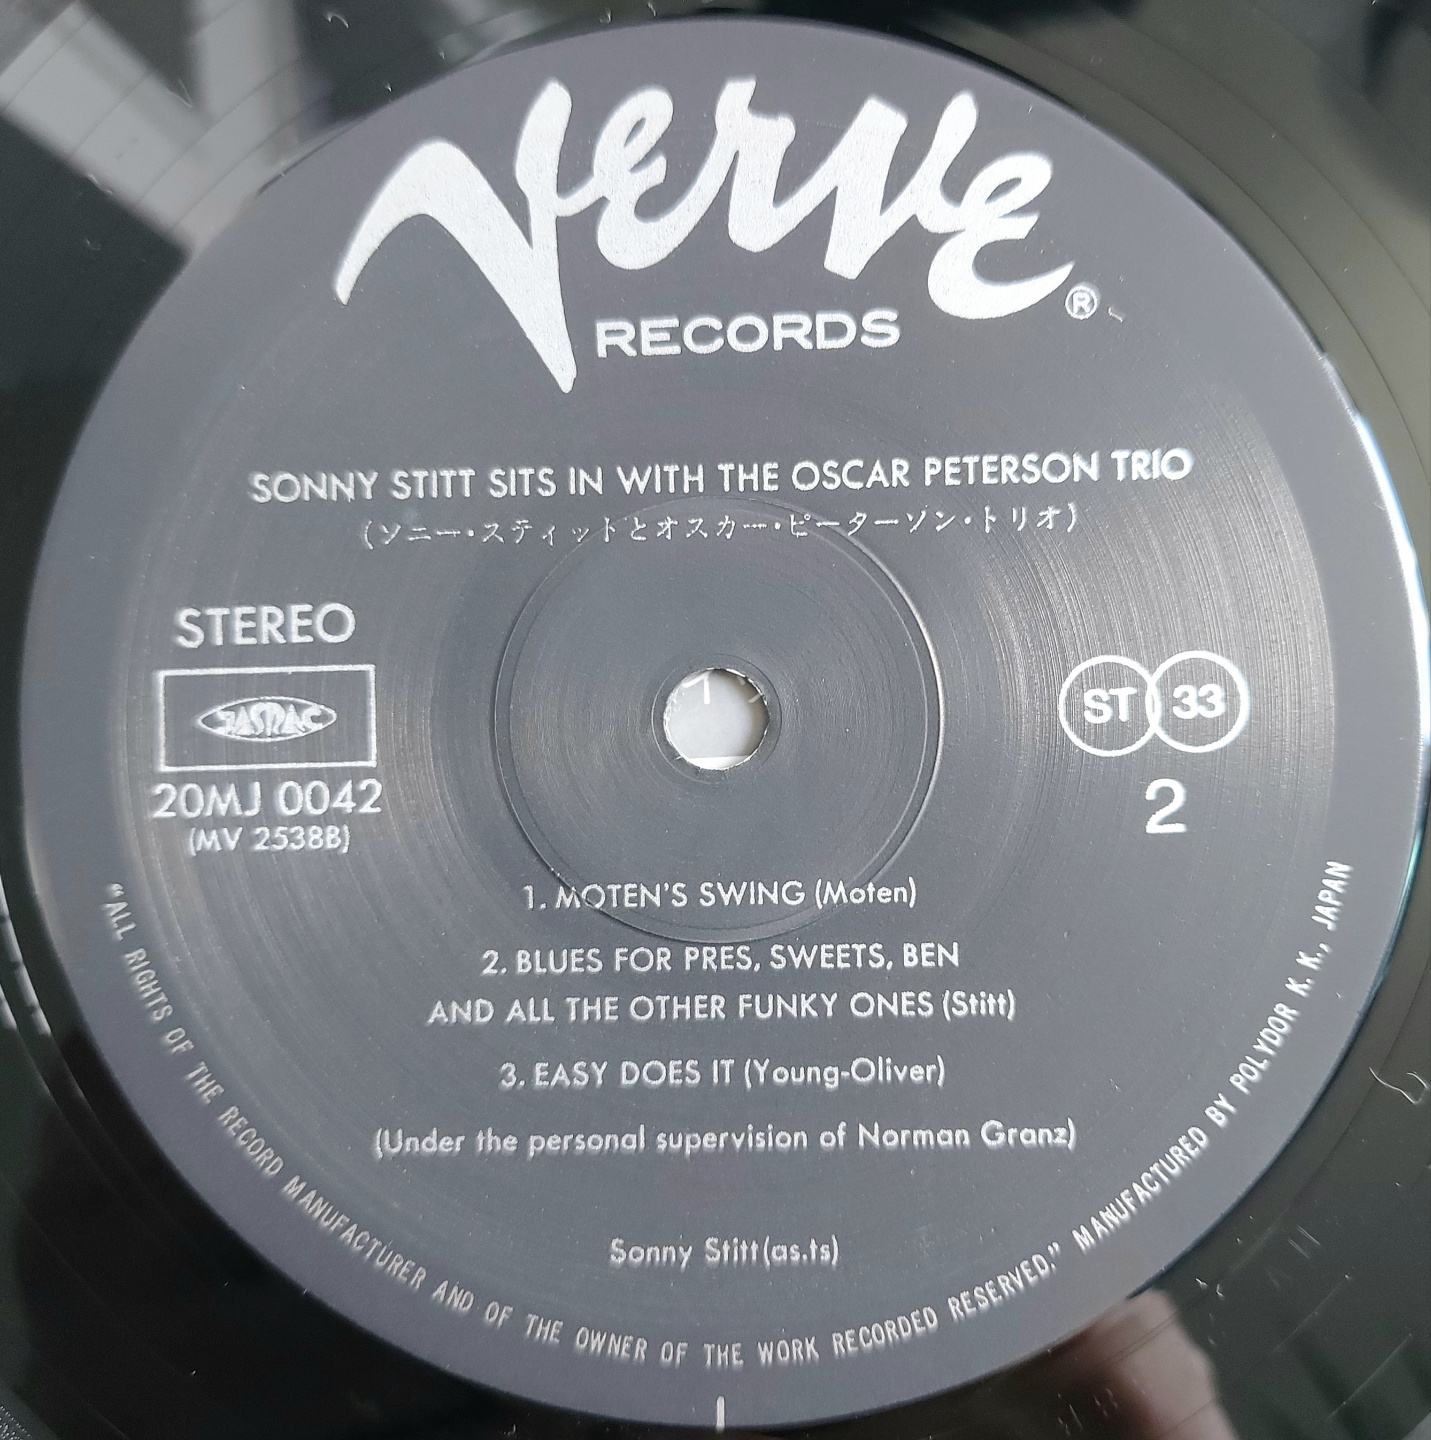 Verve ®
RECORDS
SONNY STITT SITS IN WITH THE OSCAR PETERSON TRIO
(ソニー・スティットとオスカー・ピーターソン・トリオ)
STEREO
JASRAC
20MJ 0042
(MV 2538B)
ST 33
2
1. MOTEN'S SWING (Moten)
2. BLUES FOR PRES, SWEETS, BEN
AND ALL THE OTHER FUNKY ONES (Stitt)
3. EASY DOES IT (Young-Oliver)
(Under the personal supervision of Norman Granz)
Sonny Stitt (as.ts)
"ALL RIGHTS OF THE RECORD MANUFACTURER AND OF THE OWNER OF THE WORK RECORDED RESERVED." MANUFACTURED BY POLYDOR K. K., JAPAN